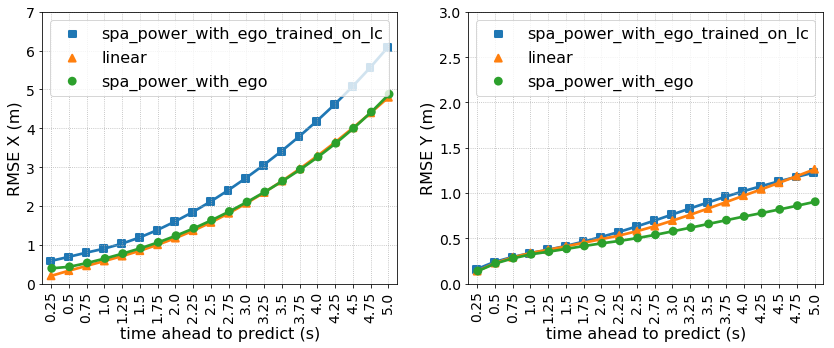 7
6
5
4
3
2
1
0
RMSE X (m)
spa_power_with_ego_trained_on_lc
linear
spa_power_with_ego
0.25 0.5 0.75 1.0 1.25 1.5 1.75 2.0 2.25 2.5 2.75 3.0 3.25 3.5 3.75 4.0 4.25 4.5 4.75 5.0
time ahead to predict (s)
3.0
2.5
2.0
1.5
1.0
0.5
0.0
RMSE Y (m)
spa_power_with_ego_trained_on_lc
linear
spa_power_with_ego
0.25 0.5 0.75 1.0 1.25 1.5 1.75 2.0 2.25 2.5 2.75 3.0 3.25 3.5 3.75 4.0 4.25 4.5 4.75 5.0
time ahead to predict (s)